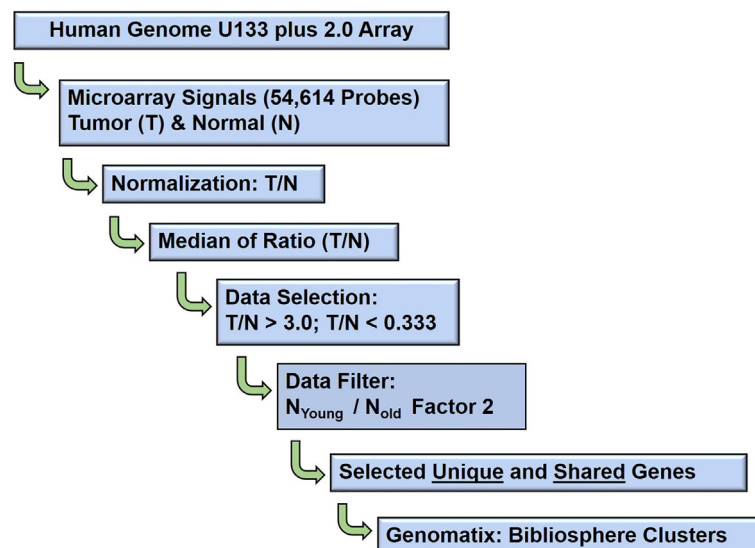 Human Genome U133 plus 2.0 Array
Microarray Signals (54,614 Probes)
Tumor (T) & Normal (N)
Normalization: T/N
Median of Ratio (T/N)
Data Selection:
T/N > 3.0; T/N < 0.333
Data Filter:
NYoung / Nold Factor 2
Selected Unique and Shared Genes
Genomatix: Bibliosphere Clusters